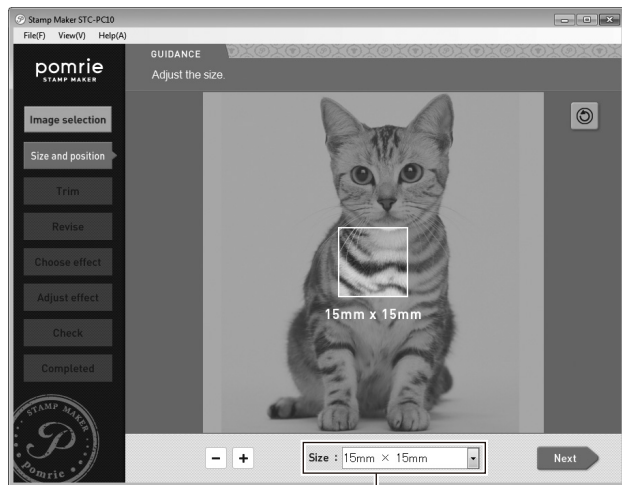 Stamp Maker STC-PC10
File(F) View(V) Help(A)
pomrie
STAMP MAKER
GUIDANCE
Adjust the size.
Image selection
Size and position
Trim
Revise
Choose effect
Adjust effect
Check
Completed
15mm x 15mm
STAMP MAKER
P
Pomrie
Size : 15mm × 15mm
Next